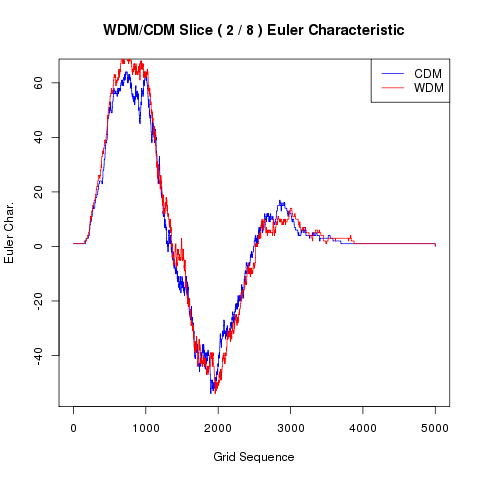 WDM/CDM Slice ( 2 / 8 ) Euler Characteristic
CDM
WDM
Euler Char.
60
40
20
0
-20
-40
0 1000 2000 3000 4000 5000
Grid Sequence